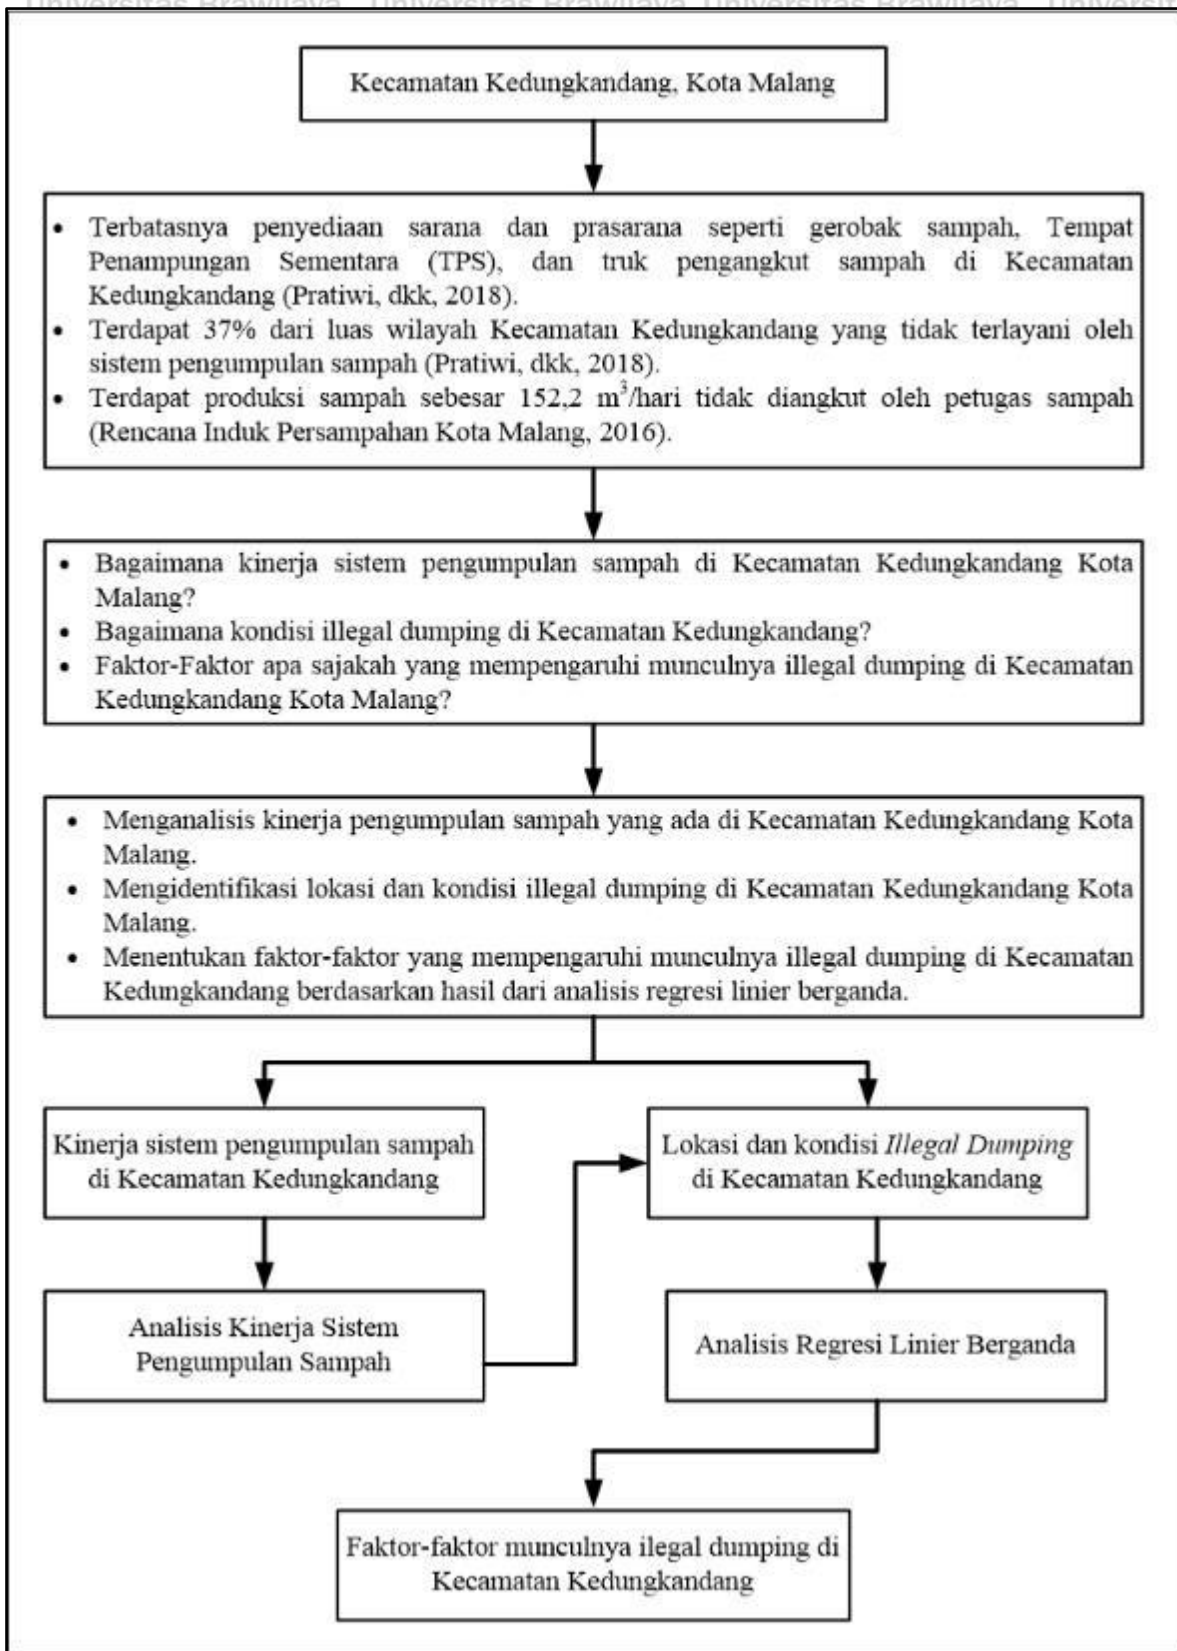 Universitas Brawijaya Universitas Brawijaya Universitas Brawijaya
Kecamatan Kedungkandang, Kota Malang
• Terbatasnya penyediaan sarana dan prasarana seperti gerobak sampah, Tempat
Penampungan Sementara (TPS), dan truk pengangkut sampah di Kecamatan
Kedungkandang (Pratiwi, dkk, 2018).
• Terdapat 37% dari luas wilayah Kecamatan Kedungkandang yang tidak terlayani oleh
sistem pengumpulan sampah (Pratiwi, dkk, 2018).
• Terdapat produksi sampah sebesar 152,2 m³/hari tidak diangkut oleh petugas sampah
(Rencana Induk Persampahan Kota Malang, 2016).
• Bagaimana kinerja sistem pengumpulan sampah di Kecamatan Kedungkandang Kota
Malang?
• Bagaimana kondisi illegal dumping di Kecamatan Kedungkandang?
• Faktor-Faktor apa sajakah yang mempengaruhi munculnya illegal dumping di Kecamatan
Kedungkandang Kota Malang?
• Menganalisis kinerja pengumpulan sampah yang ada di Kecamatan Kedungkandang Kota
Malang.
• Mengidentifikasi lokasi dan kondisi illegal dumping di Kecamatan Kedungkandang Kota
Malang.
• Menentukan faktor-faktor yang mempengaruhi munculnya illegal dumping di Kecamatan
Kedungkandang berdasarkan hasil dari analisis regresi linier berganda.
Kinerja sistem pengumpulan sampah
di Kecamatan Kedungkandang
Lokasi dan kondisi Illegal Dumping
di Kecamatan Kedungkandang
Analisis Kinerja Sistem
Pengumpulan Sampah
Analisis Regresi Linier Berganda
Faktor-faktor munculnya ilegal dumping di
Kecamatan Kedungkandang